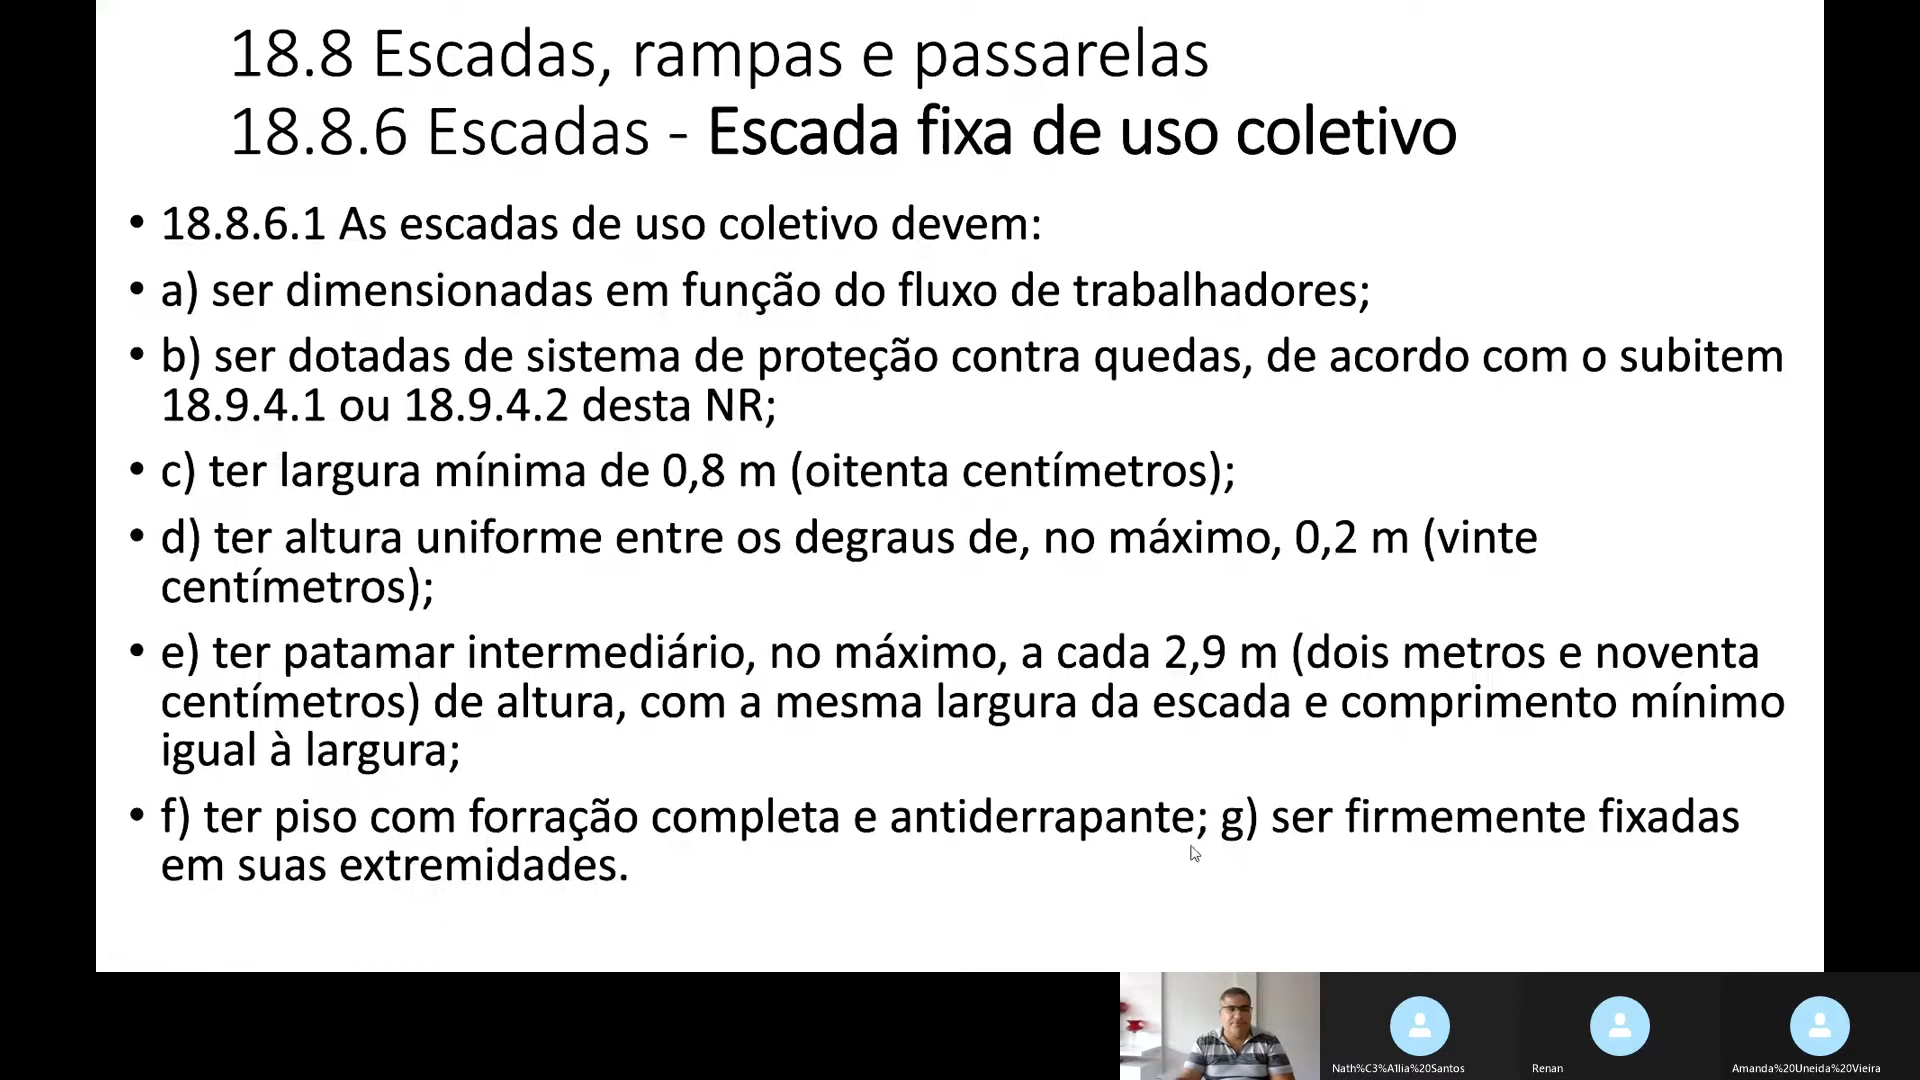 18.8 Escadas, rampas e passarelas
18.8.6 Escadas - Escada fixa de uso coletivo
• 18.8.6.1 As escadas de uso coletivo devem:
• a) ser dimensionadas em função do fluxo de trabalhadores;
• b) ser dotadas de sistema de proteção contra quedas, de acordo com o subitem
18.9.4.1 ou 18.9.4.2 desta NR;
• c) ter largura mínima de 0,8 m (oitenta centímetros);
• d) ter altura uniforme entre os degraus de, no máximo, 0,2 m (vinte
centímetros);
• e) ter patamar intermediário, no máximo, a cada 2,9 m (dois metros e noventa
centímetros) de altura, com a mesma largura da escada e comprimento mínimo
igual à largura;
• f) ter piso com forração completa e antiderrapante; g) ser firmemente fixadas
em suas extremidades.
Nath%C3%A1lia%20Santos
Renan
Amanda%20Uneida%20Vieira